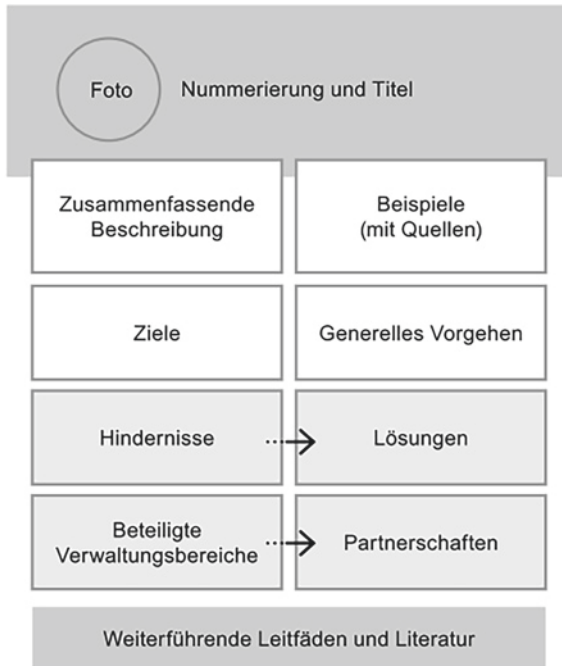 Foto
Nummerierung und Titel
Zusammenfassende
Beschreibung
Beispiele
(mit Quellen)
Ziele
Generelles Vorgehen
Hindernisse
Lösungen
Beteiligte
Verwaltungsbereiche
Partnerschaften
Weiterführende Leitfäden und Literatur